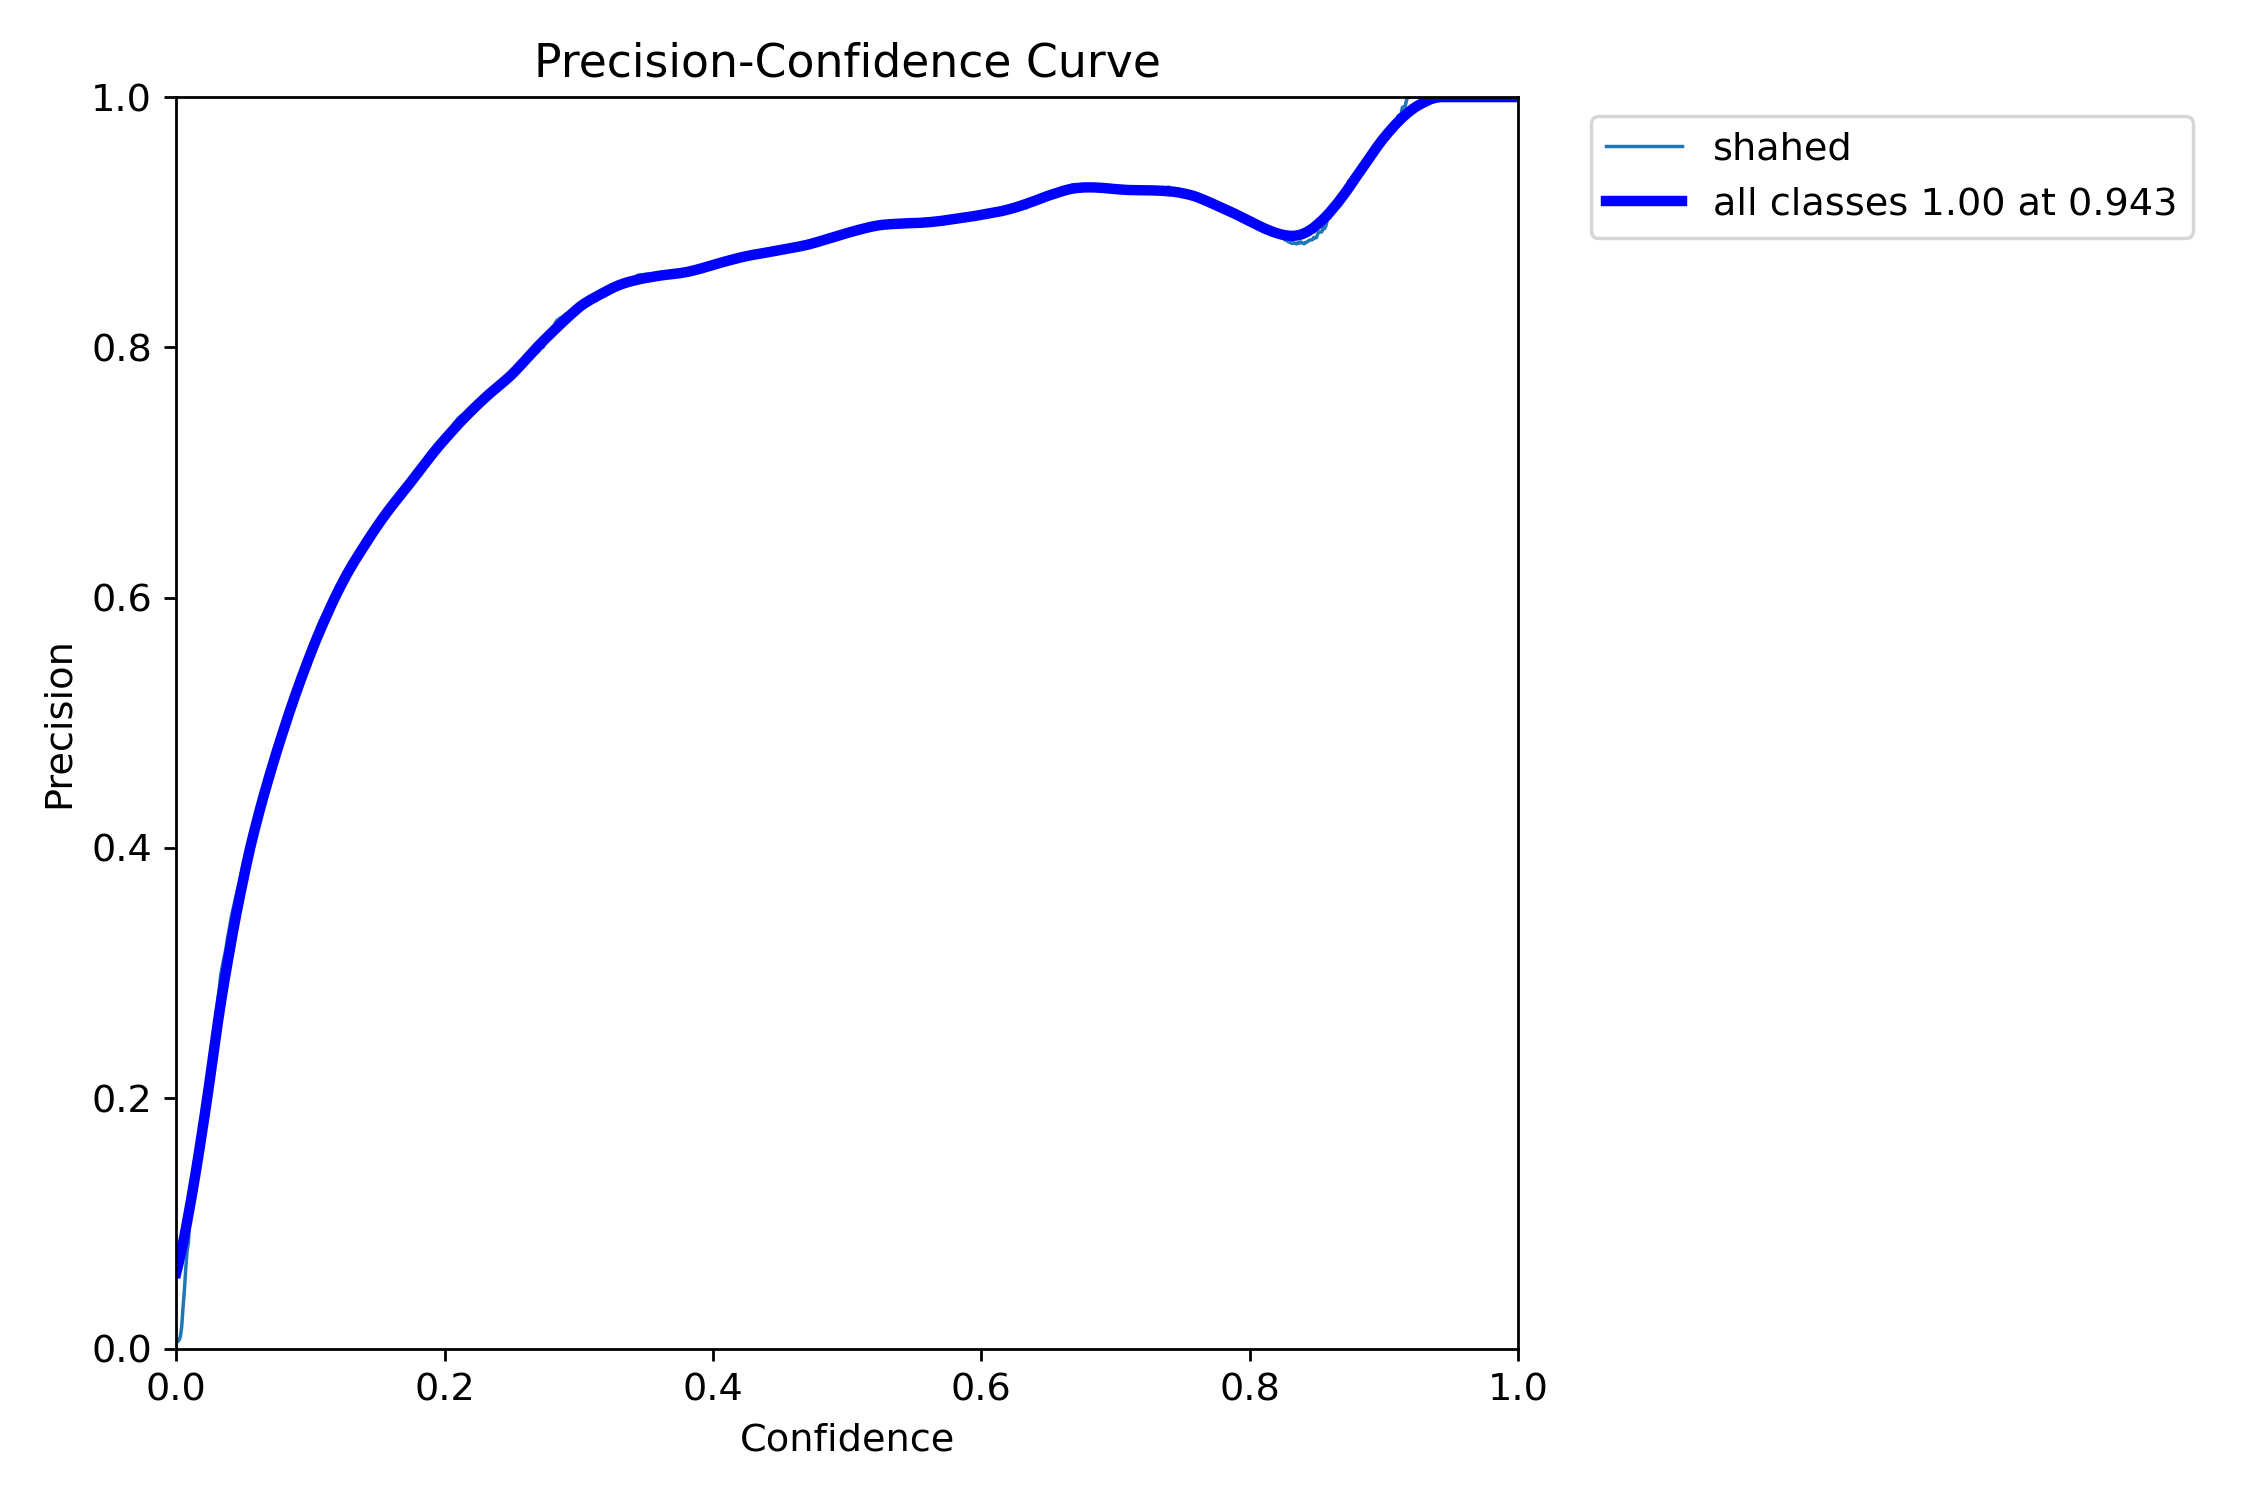 Precision-Confidence Curve
1.0
0.8
0.6
0.4
0.2
0.0
Precision
0.0 0.2 0.4 0.6 0.8 1.0
Confidence
shahed
all classes 1.00 at 0.943